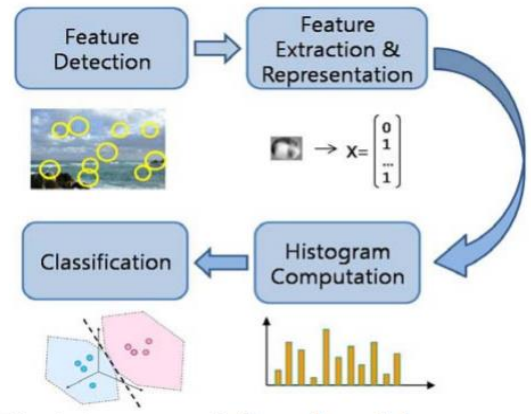 Feature
Detection
Feature
Extraction &
Representation
X=
0
1
...
1
Histogram
Computation
Classification